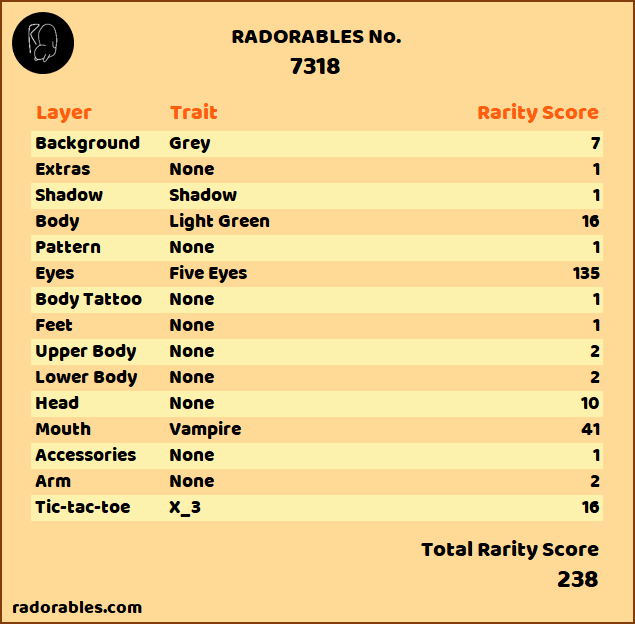 RADORABLES No.
7318
Layer Trait Rarity Score
Background Grey 7
Extras None 1
Shadow Shadow 1
Body Light Green 16
Pattern None 1
Eyes Five Eyes 135
Body Tattoo None 1
Feet None 1
Upper Body None 2
Lower Body None 2
Head None 10
Mouth Vampire 41
Accessories None 1
Arm None 2
Tic-tac-toe X_3 16
Total Rarity Score
238
radorables.com